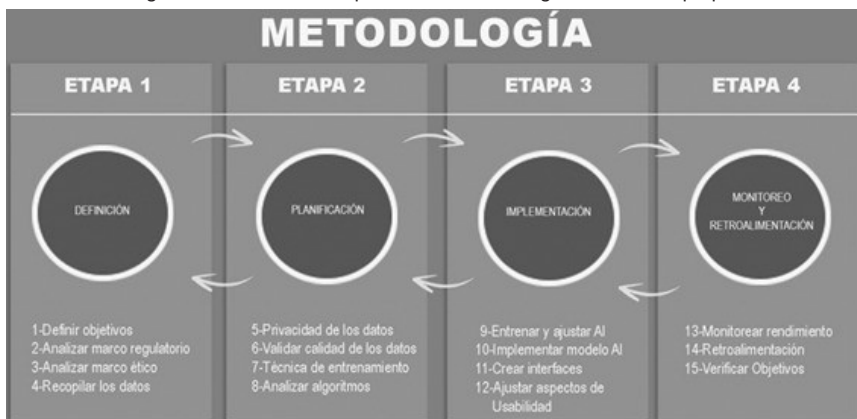 METODOLOGÍA
ETAPA 1
DEFINICIÓN
1-Definir objetivos
2-Analizar marco regulatorio
3-Analizar marco ético
4-Recopilar los datos
ETAPA 2
PLANIFICACIÓN
5-Privacidad de los datos
6-Validar calidad de los datos
7-Técnica de entrenamiento
8-Analizar algoritmos
ETAPA 3
IMPLEMENTACIÓN
9-Entrenar y ajustar AI
10-Implementar modelo AI
11-Crear interfaces
12-Ajustar aspectos de
Usabilidad
ETAPA 4
MONITOREO
Y
RETROALIMENTACIÓN
13-Monitorear rendimiento
14-Retroalimentación
15-Verificar Objetivos